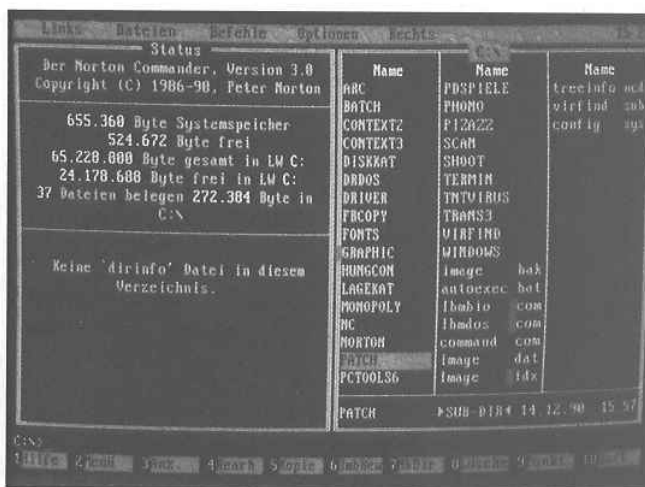 Links Dateien Befehle Optionen Rechts
Status
Der Norton Commander, Version 3.0
Copyright (C) 1986-90, Peter Norton
655.360 Byte Systemspeicher
524.672 Byte frei
65.228.800 Byte gesamt in LW C:
24.178.688 Byte frei in LW C:
37 Dateien belegen 272.384 Byte in
C:\
Keine 'dirinfo' Datei in diesem
Verzeichnis.
C:\
Name Name Name
ARC PDSPIELE treeinfo ncd
BATCH PHONO virfind sub
CONTEXT2 PIZAZZ config sys
CONTEXT3 SCAN
DISKKAT SHOOT
DRDOS TERMIN
DRIVER TNTVIRUS
FBCOPY TRANS3
FONTS VIRFIND
GRAPHIC WINDOWS
HUNGCON image bak
LAGEKAT autoexec bat
MONOPOLY ibmbio com
NC ibmdos com
NORTON command com
PATCH image dat
PCTOOLS6 image idx
PATCH ►SUB-DIR◄ 14.12.90 15.57
C:\>
1Hilfe 2Menü 3Anz. 4Bearb 5Kopie